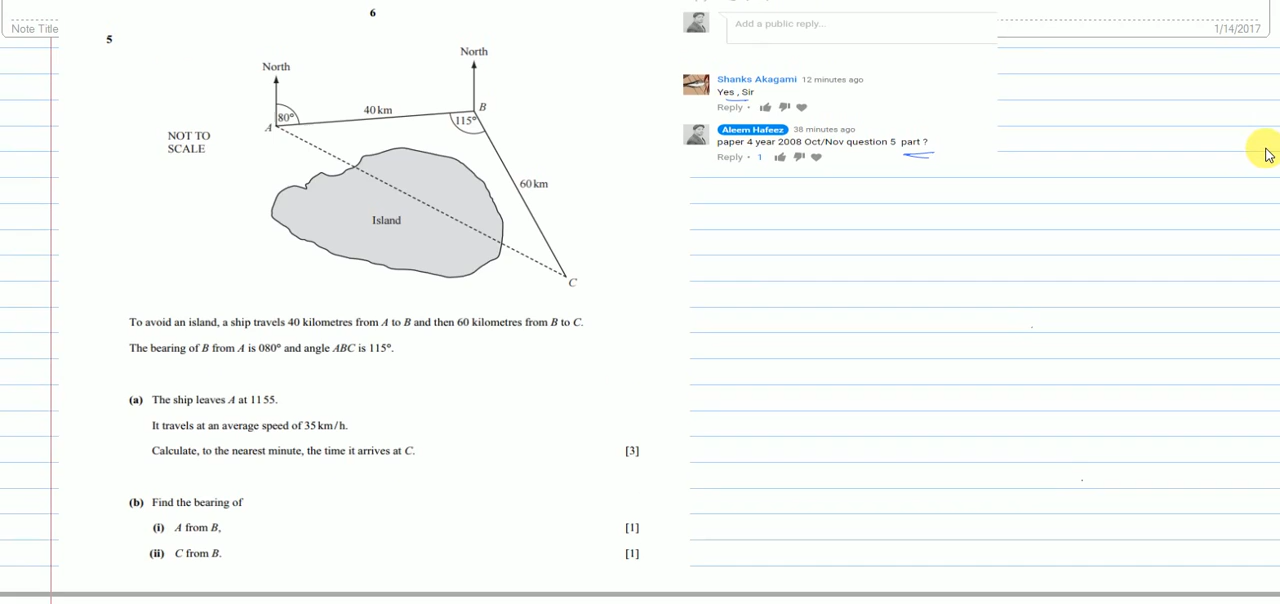 6
Note Title
1/14/2017
5
North
North
80°
A
40 km
B
115°
NOT TO
SCALE
60 km
Island
C
To avoid an island, a ship travels 40 kilometres from A to B and then 60 kilometres from B to C.
The bearing of B from A is 080° and angle ABC is 115°.
(a) The ship leaves A at 1155.
It travels at an average speed of 35 km/h.
Calculate, to the nearest minute, the time it arrives at C. [3]
(b) Find the bearing of
(i) A from B, [1]
(ii) C from B. [1]
Add a public reply...
Shanks Akagami 12 minutes ago
Yes , Sir
Reply •
Aleem Hafeez 38 minutes ago
paper 4 year 2008 Oct/Nov question 5 part ?
Reply • 1